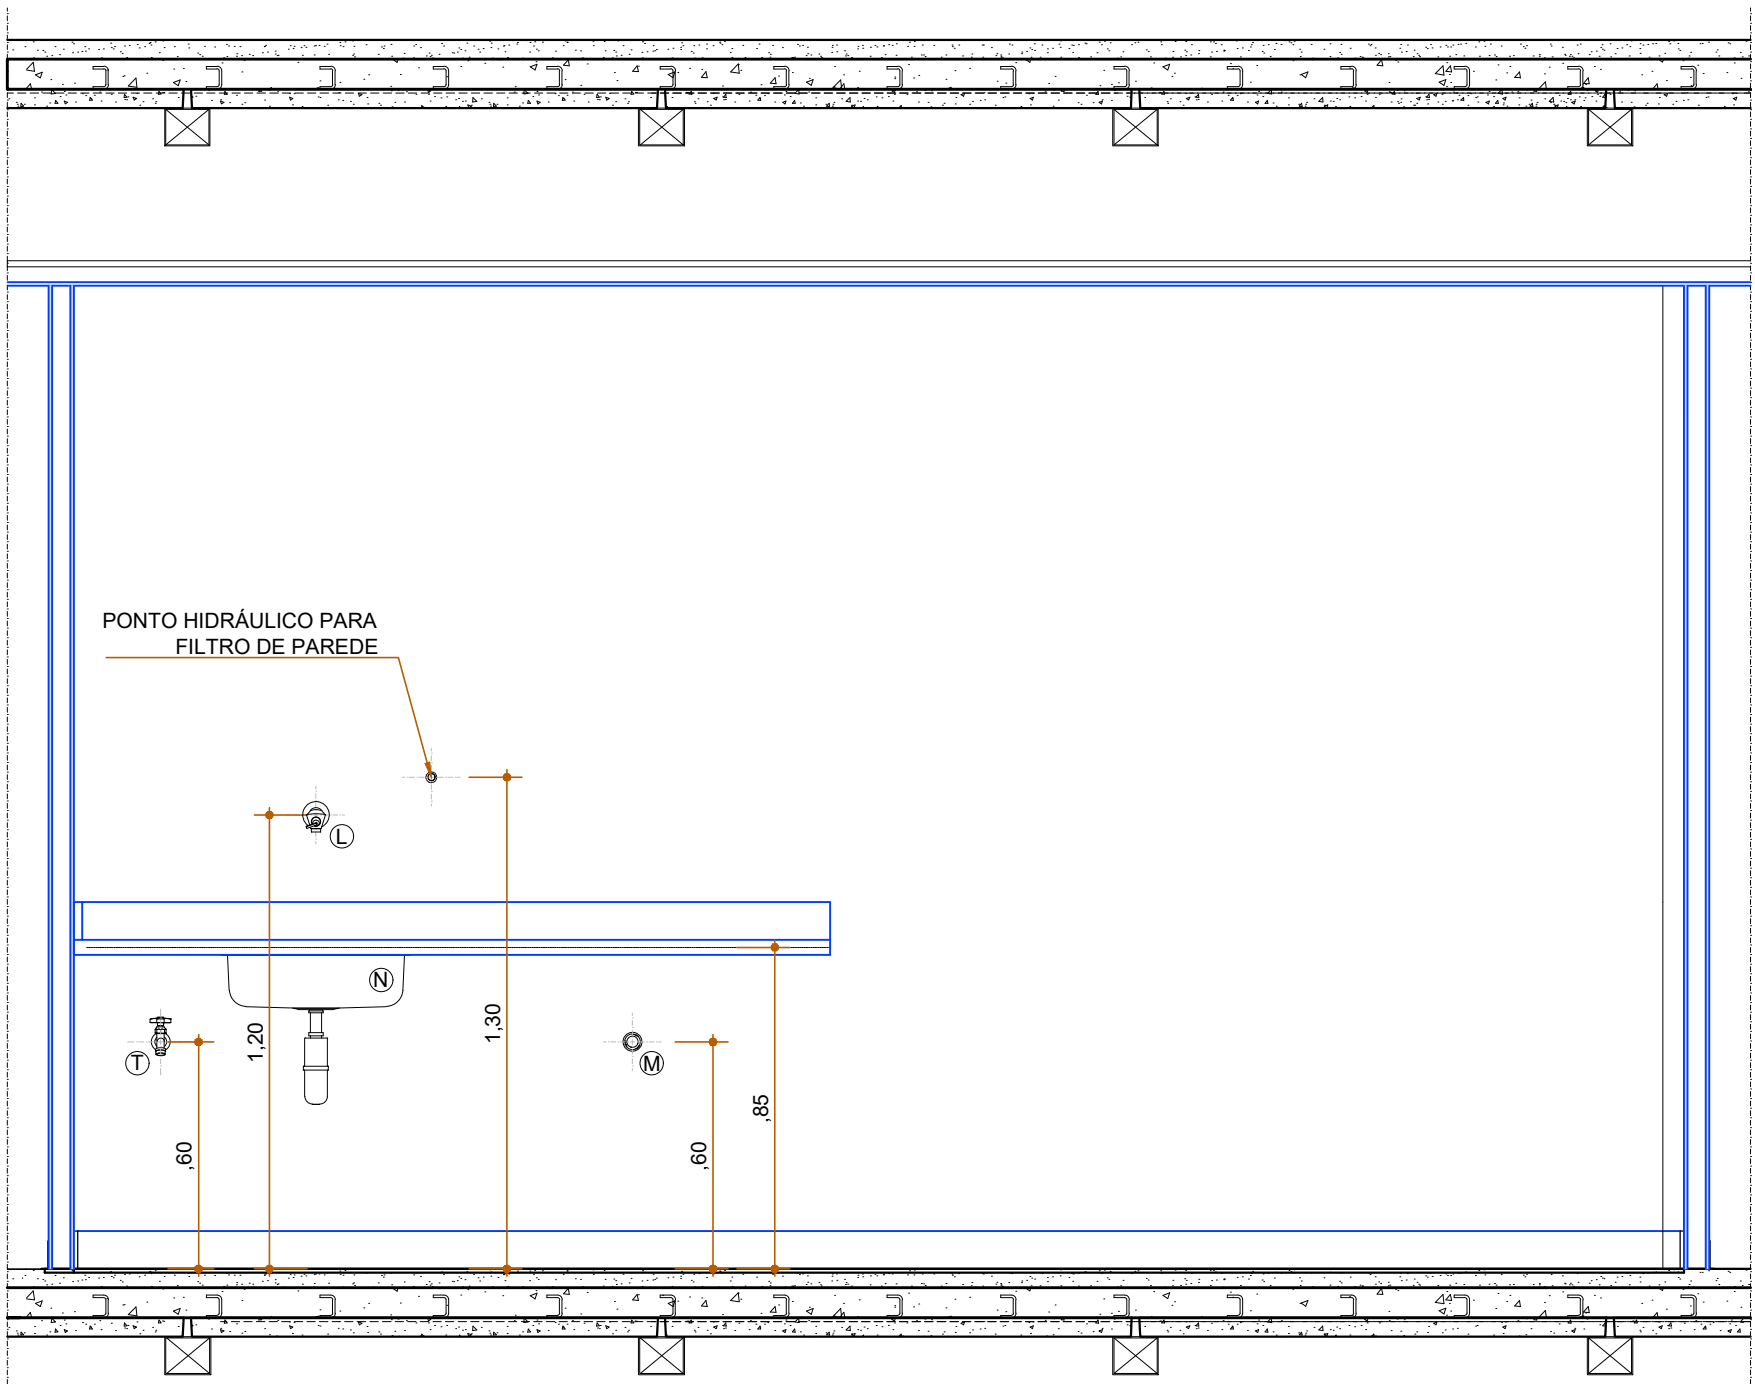 PONTO HIDRÁULICO PARA
FILTRO DE PAREDE
L
N
T
M
1,20
1,30
,60
,60
,85